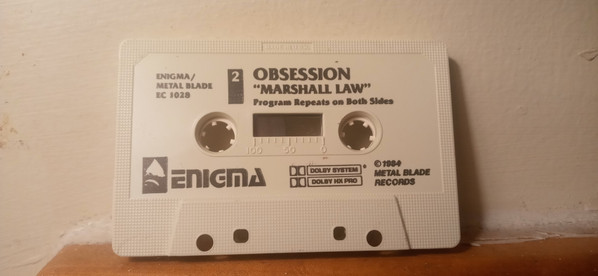 ENIGMA/
METAL BLADE
EC 1028
2
OBSESSION
"MARSHALL LAW"
Program Repeats on Both Sides
100 50 0
ENIGMA
DOLBY SYSTEM ®
DOLBY HX PRO
©1984
METAL BLADE
RECORDS